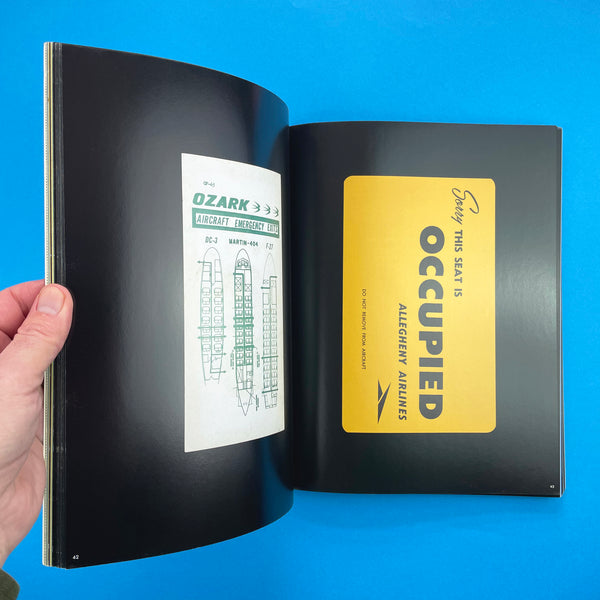 OZARK
AIRCRAFT EMERGENCY EXITS
DC-3 MARTIN-404 F-27
42
Sorry THIS SEAT IS
OCCUPIED
ALLEGHENY AIRLINES
DO NOT REMOVE FROM AIRCRAFT
43